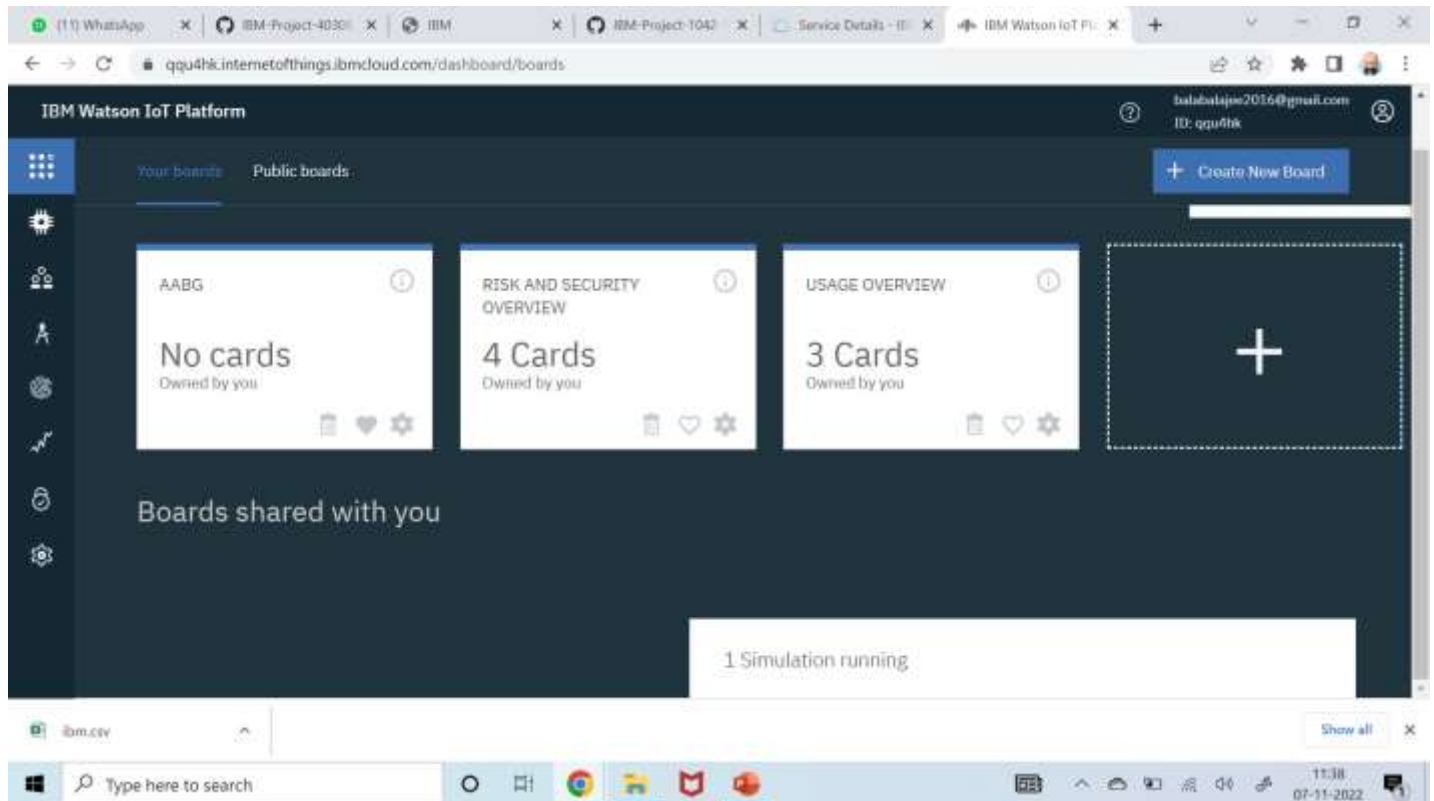 (11) WhatsApp
IBM-Project-4030
IBM
IBM-Project-1042
Service Details - IB
IBM Watson IoT Pl
qqu4hk.internetofthings.ibmcloud.com/dashboard/boards
IBM Watson IoT Platform
balabalajee2016@gmail.com
ID: qqu4hk
Your boards
Public boards
Create New Board
AABG
No cards
Owned by you
RISK AND SECURITY
OVERVIEW
4 Cards
Owned by you
USAGE OVERVIEW
3 Cards
Owned by you
Boards shared with you
1 Simulation running
ibm.csv
Show all
Type here to search
11:38
07-11-2022